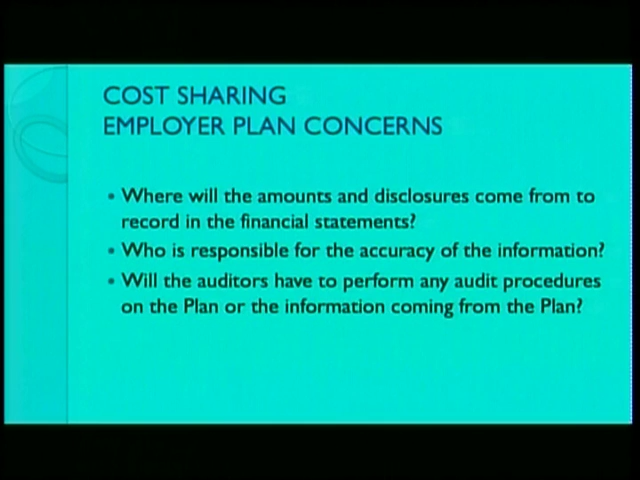 COST SHARING
EMPLOYER PLAN CONCERNS
• Where will the amounts and disclosures come from to
record in the financial statements?
• Who is responsible for the accuracy of the information?
• Will the auditors have to perform any audit procedures
on the Plan or the information coming from the Plan?